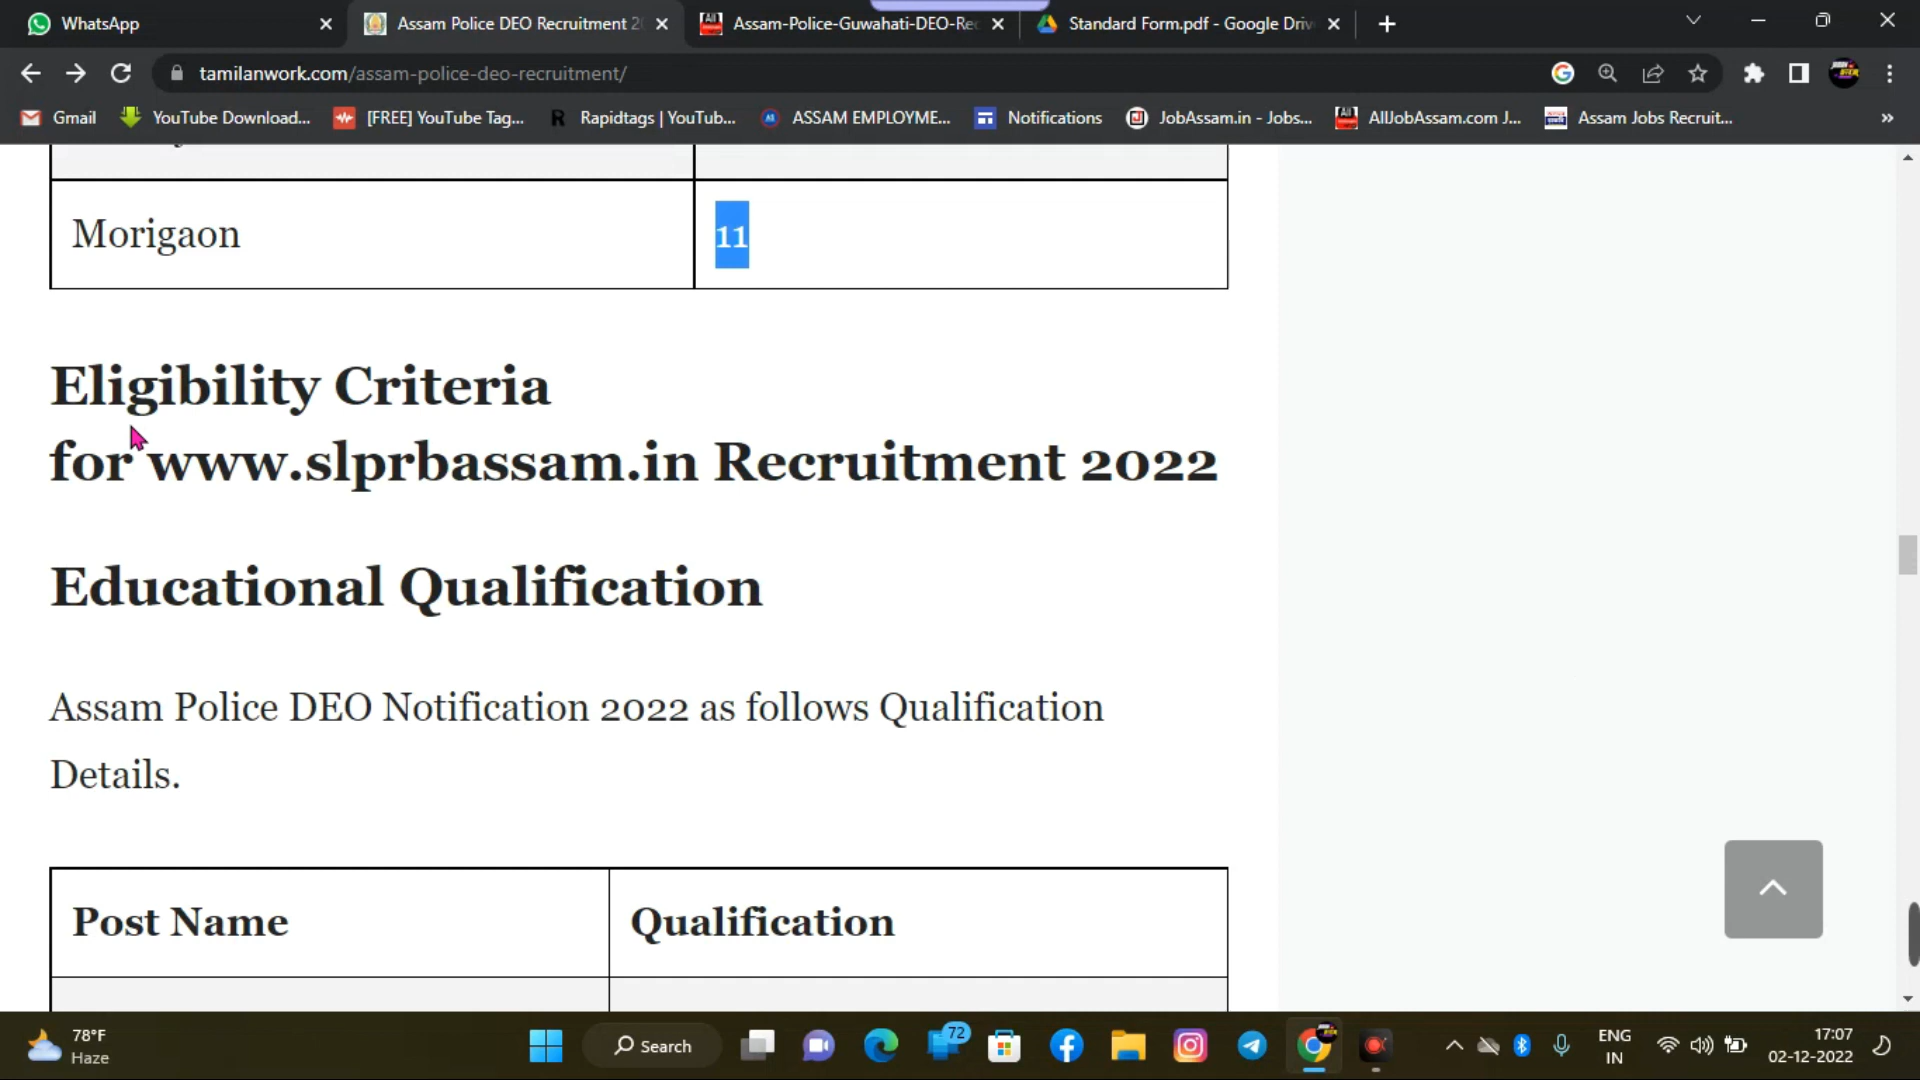 WhatsApp
Assam Police DEO Recruitment 2
Assam-Police-Guwahati-DEO-Rec
Standard Form.pdf - Google Driv
tamilanwork.com/assam-police-deo-recruitment/
Gmail
YouTube Download...
[FREE] YouTube Tag...
Rapidtags | YouTub...
ASSAM EMPLOYME...
Notifications
JobAssam.in - Jobs...
AllJobAssam.com J...
Assam Jobs Recruit...
Morigaon 11
Eligibility Criteria
for www.slprbassam.in Recruitment 2022
Educational Qualification
Assam Police DEO Notification 2022 as follows Qualification
Details.
Post Name Qualification
78°F
Haze
Search
72
ENG
IN
17:07
02-12-2022